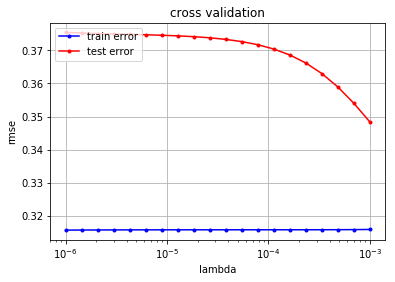 cross validation
train error
test error
0.37
0.36
0.35
0.34
0.33
0.32
rmse
10⁻⁶
10⁻⁵
10⁻⁴
10⁻³
lambda